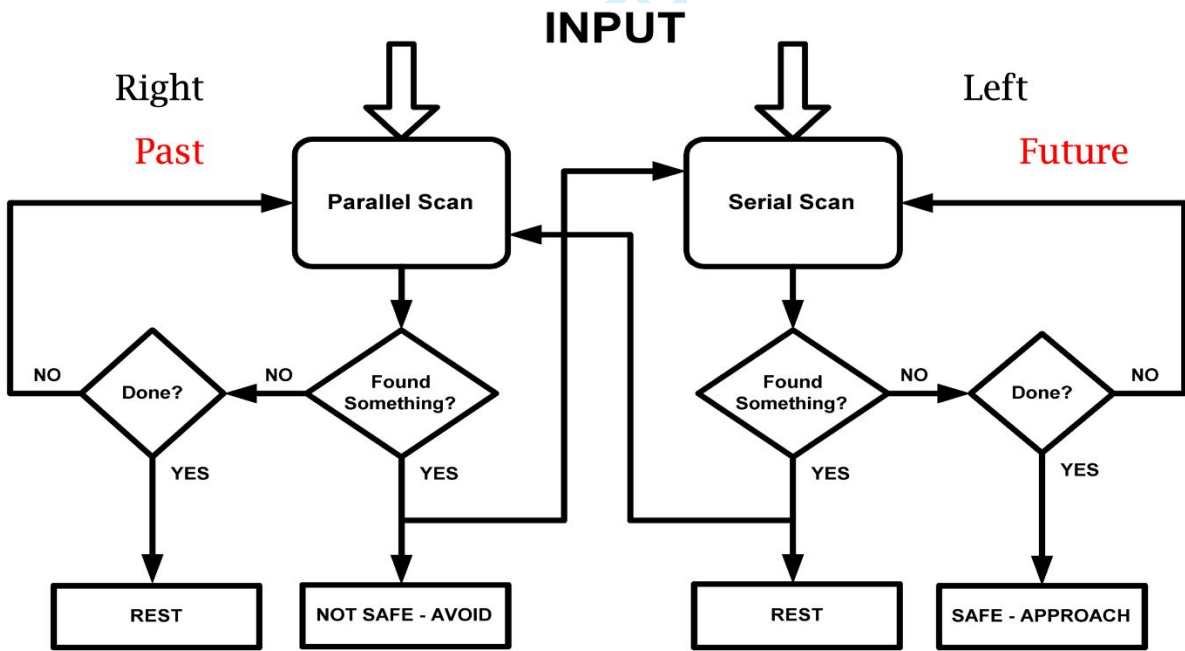 INPUT
Right
Left
Past
Future
Parallel Scan
Serial Scan
NO
Done?
NO
Found
Something?
YES
YES
Found
Something?
NO
Done?
NO
YES
YES
REST
NOT SAFE - AVOID
REST
SAFE - APPROACH